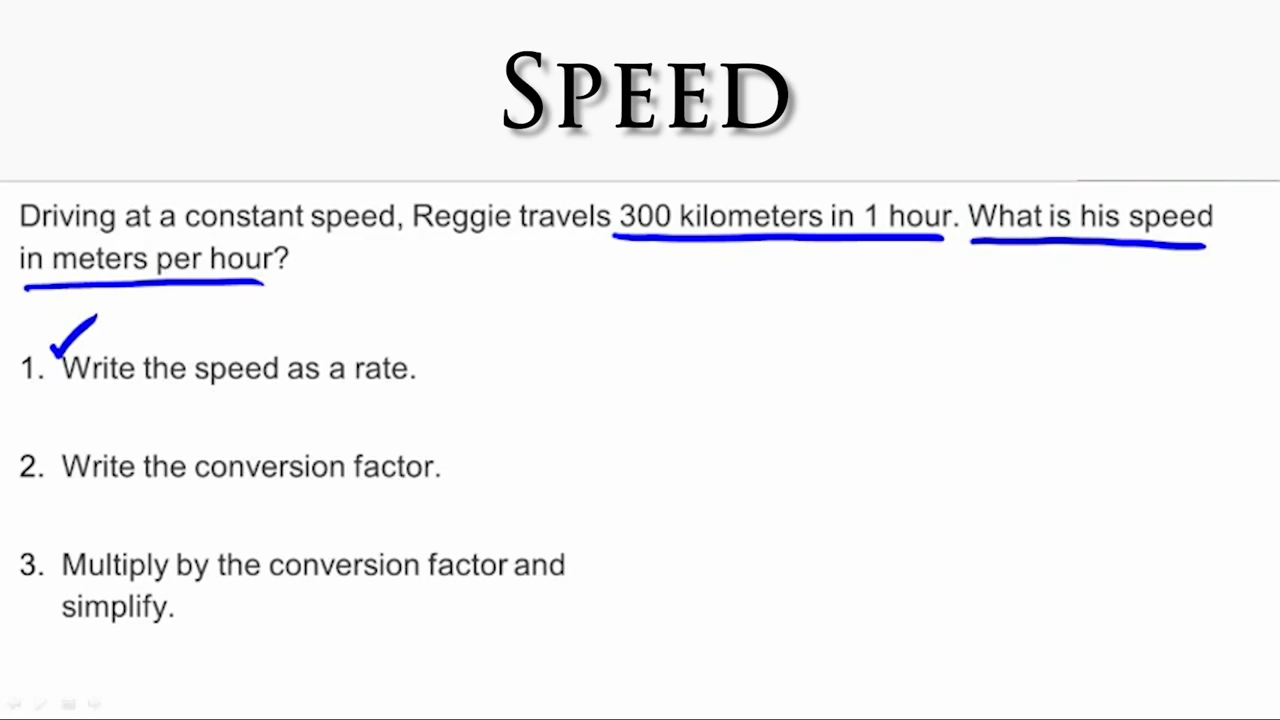 SPEED
Driving at a constant speed, Reggie travels 300 kilometers in 1 hour. What is his speed
in meters per hour?
1. Write the speed as a rate.
2. Write the conversion factor.
3. Multiply by the conversion factor and
simplify.